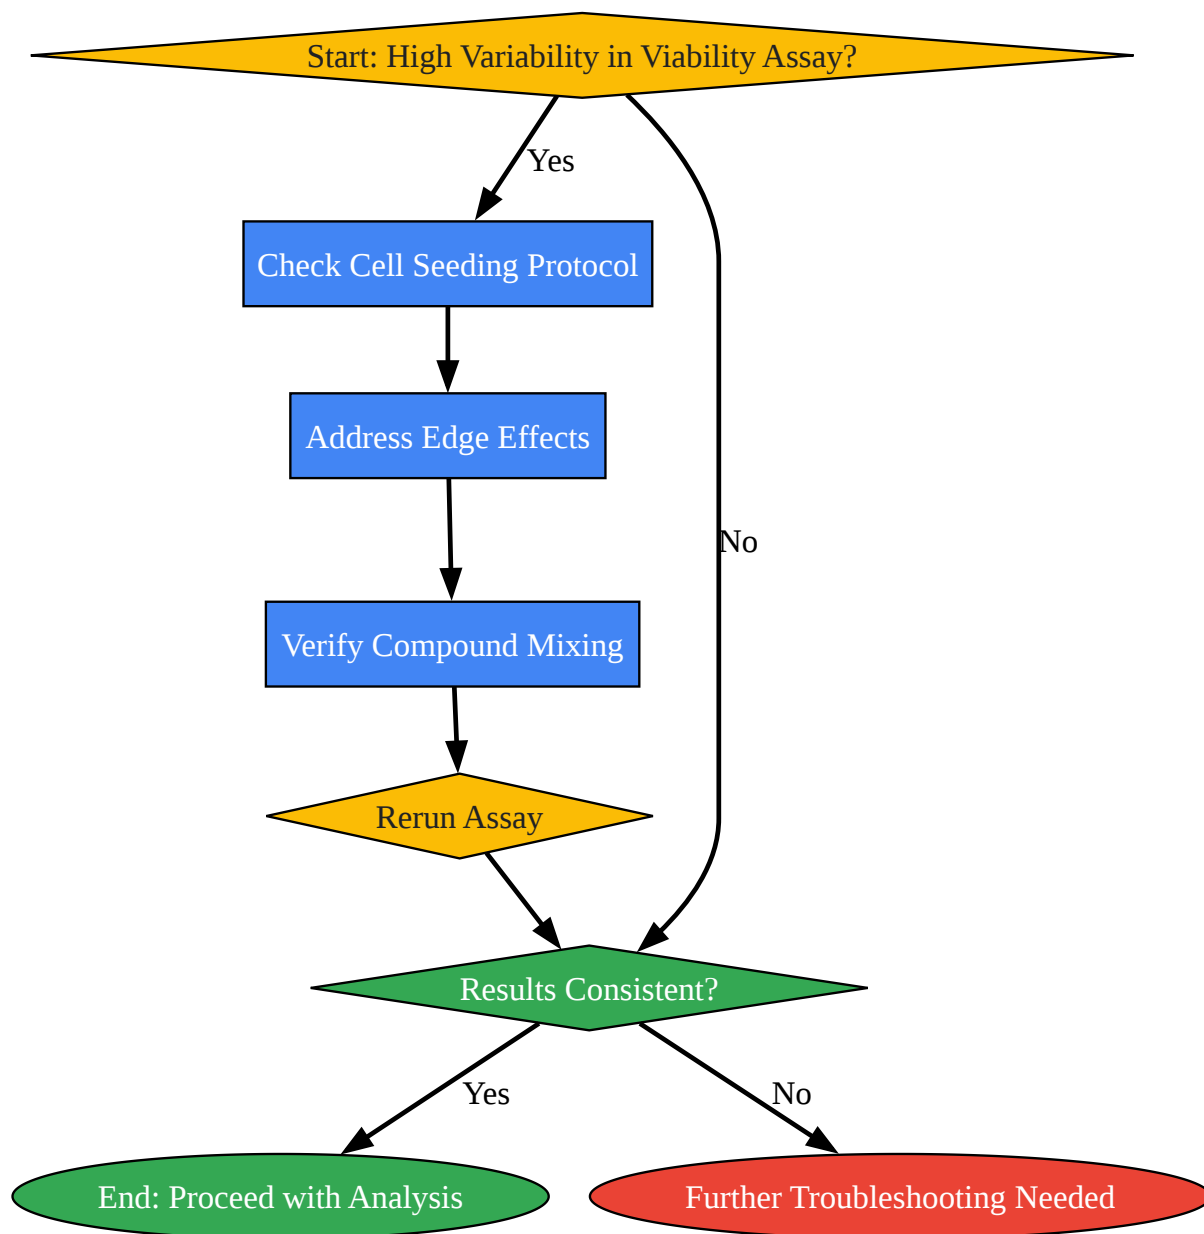 Start: High Variability in Viability Assay?
Yes
Check Cell Seeding Protocol
Address Edge Effects
No
Verify Compound Mixing
Rerun Assay
Results Consistent?
Yes
No
End: Proceed with Analysis
Further Troubleshooting Needed